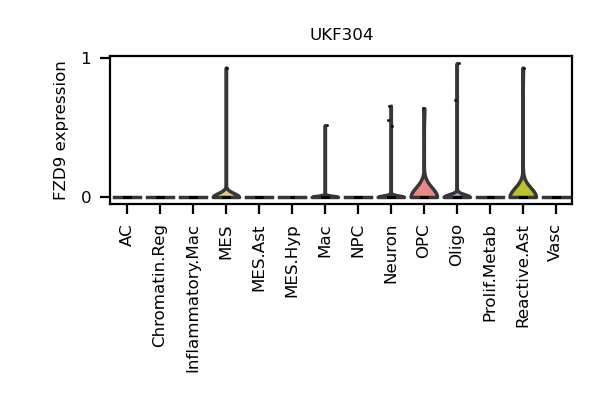 UKF304
FZD9 expression
1
0
AC
Chromatin.Reg
Inflammatory.Mac
MES
MES.Ast
MES.Hyp
Mac
NPC
Neuron
OPC
Oligo
Prolif.Metab
Reactive.Ast
Vasc